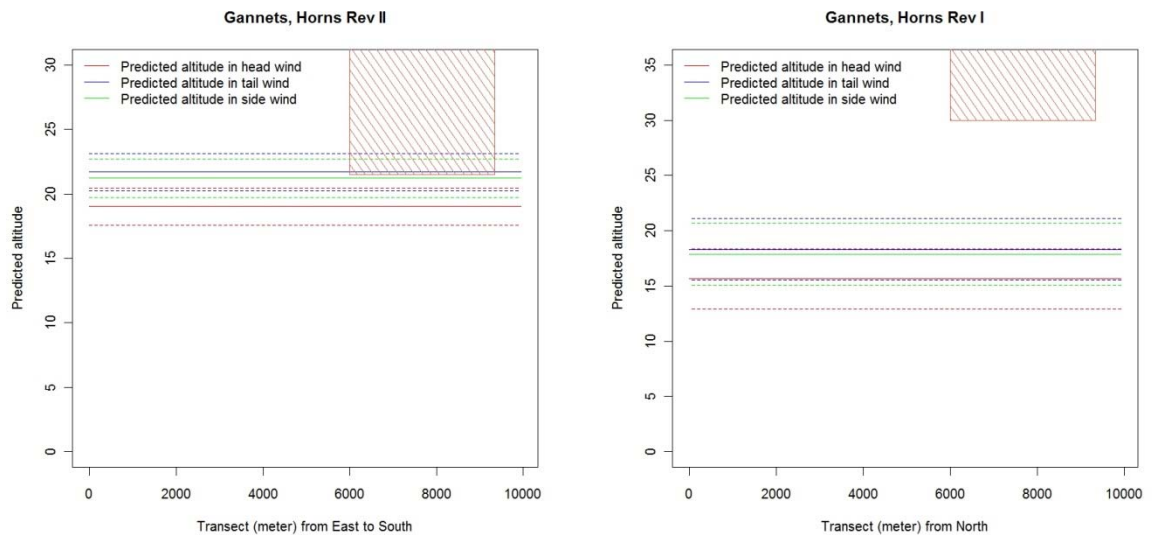 Gannets, Horns Rev II
Predicted altitude in head wind
Predicted altitude in tail wind
Predicted altitude in side wind
30
25
20
15
10
5
0
Predicted altitude
0 2000 4000 6000 8000 10000
Transect (meter) from East to South
Gannets, Horns Rev I
Predicted altitude in head wind
Predicted altitude in tail wind
Predicted altitude in side wind
35
30
25
20
15
10
5
0
Predicted altitude
0 2000 4000 6000 8000 10000
Transect (meter) from North